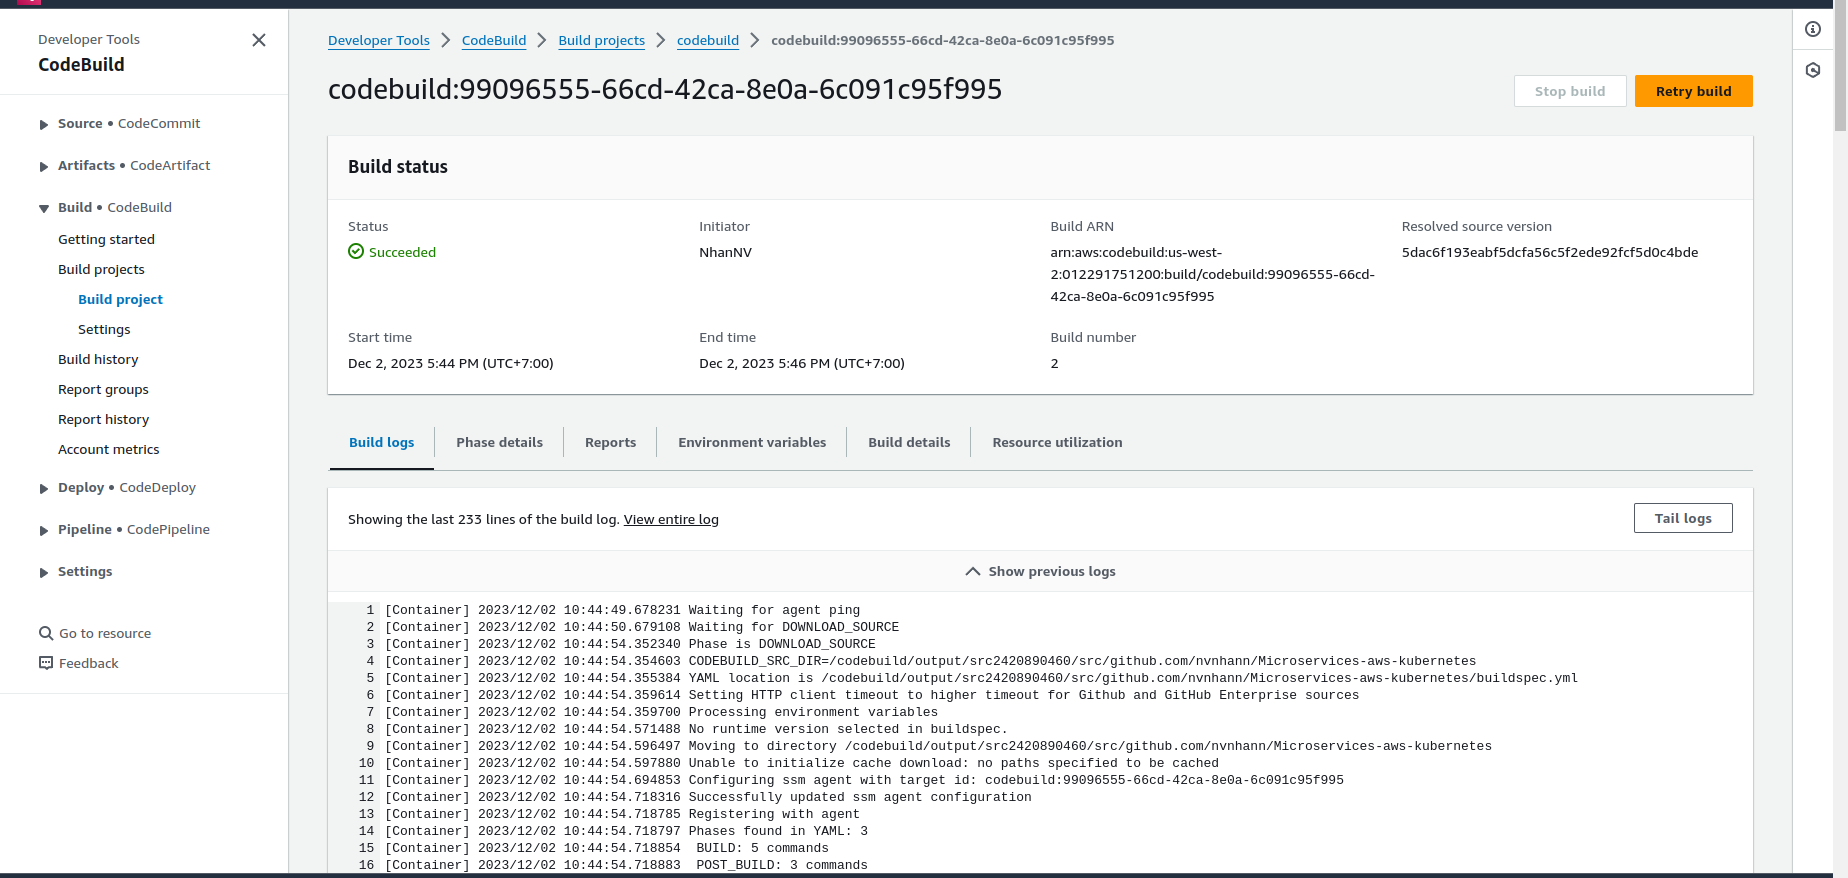 Developer Tools
CodeBuild
Source • CodeCommit
Artifacts • CodeArtifact
Build • CodeBuild
Getting started
Build projects
Build project
Settings
Build history
Report groups
Report history
Account metrics
Deploy • CodeDeploy
Pipeline • CodePipeline
Settings
Go to resource
Feedback
Developer Tools > CodeBuild > Build projects > codebuild > codebuild:99096555-66cd-42ca-8e0a-6c091c95f995
codebuild:99096555-66cd-42ca-8e0a-6c091c95f995
Stop build
Retry build
Build status
Status
Succeeded
Initiator
NhanNV
Build ARN
arn:aws:codebuild:us-west-
2:012291751200:build/codebuild:99096555-66cd-
42ca-8e0a-6c091c95f995
Resolved source version
5dac6f193eabf5dcfa56c5f2ede92fcf5d0c4bde
Start time
Dec 2, 2023 5:44 PM (UTC+7:00)
End time
Dec 2, 2023 5:46 PM (UTC+7:00)
Build number
2
Build logs
Phase details
Reports
Environment variables
Build details
Resource utilization
Showing the last 233 lines of the build log. View entire log
Tail logs
Show previous logs
1 [Container] 2023/12/02 10:44:49.678231 Waiting for agent ping
2 [Container] 2023/12/02 10:44:50.679108 Waiting for DOWNLOAD_SOURCE
3 [Container] 2023/12/02 10:44:54.352340 Phase is DOWNLOAD_SOURCE
4 [Container] 2023/12/02 10:44:54.354603 CODEBUILD_SRC_DIR=/codebuild/output/src2420890460/src/github.com/nvnhann/Microservices-aws-kubernetes
5 [Container] 2023/12/02 10:44:54.355384 YAML location is /codebuild/output/src2420890460/src/github.com/nvnhann/Microservices-aws-kubernetes/buildspec.yml
6 [Container] 2023/12/02 10:44:54.359614 Setting HTTP client timeout to higher timeout for Github and GitHub Enterprise sources
7 [Container] 2023/12/02 10:44:54.359700 Processing environment variables
8 [Container] 2023/12/02 10:44:54.571488 No runtime version selected in buildspec.
9 [Container] 2023/12/02 10:44:54.596497 Moving to directory /codebuild/output/src2420890460/src/github.com/nvnhann/Microservices-aws-kubernetes
10 [Container] 2023/12/02 10:44:54.597880 Unable to initialize cache download: no paths specified to be cached
11 [Container] 2023/12/02 10:44:54.694853 Configuring ssm agent with target id: codebuild:99096555-66cd-42ca-8e0a-6c091c95f995
12 [Container] 2023/12/02 10:44:54.718316 Successfully updated ssm agent configuration
13 [Container] 2023/12/02 10:44:54.718785 Registering with agent
14 [Container] 2023/12/02 10:44:54.718797 Phases found in YAML: 3
15 [Container] 2023/12/02 10:44:54.718854 BUILD: 5 commands
16 [Container] 2023/12/02 10:44:54.718883 POST_BUILD: 3 commands